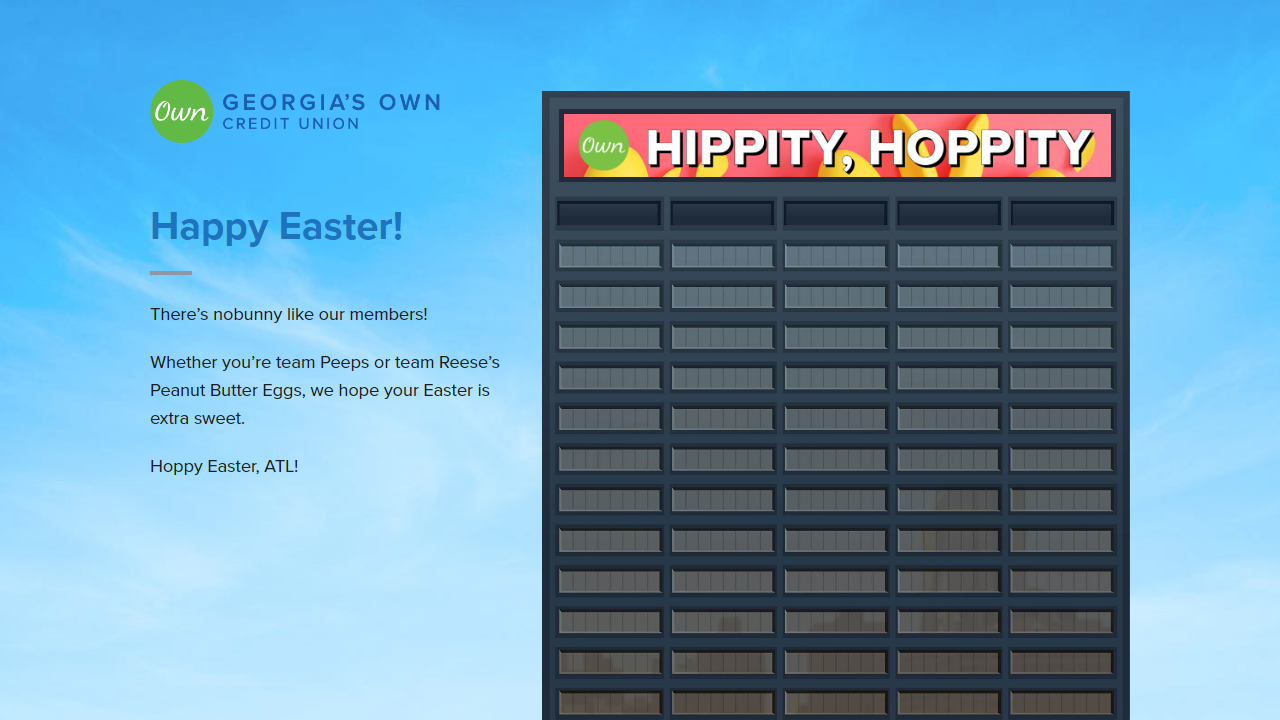 Own GEORGIA’S OWN
CREDIT UNION
Own HIPPITY, HOPPITY
Happy Easter!
There’s nobunny like our members!
Whether you’re team Peeps or team Reese’s
Peanut Butter Eggs, we hope your Easter is
extra sweet.
Hoppy Easter, ATL!